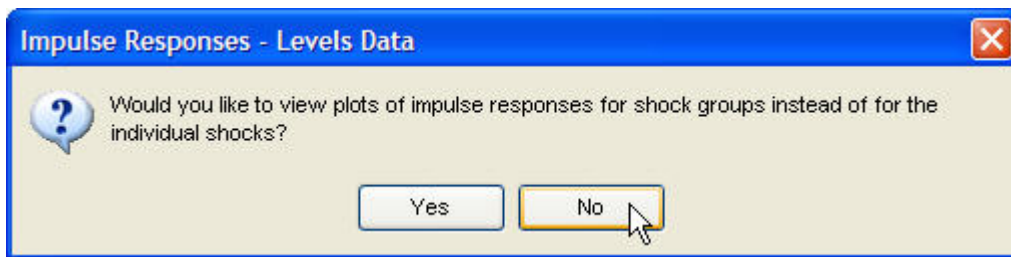 Impulse Responses - Levels Data
Would you like to view plots of impulse responses for shock groups instead of for the
individual shocks?
Yes
No